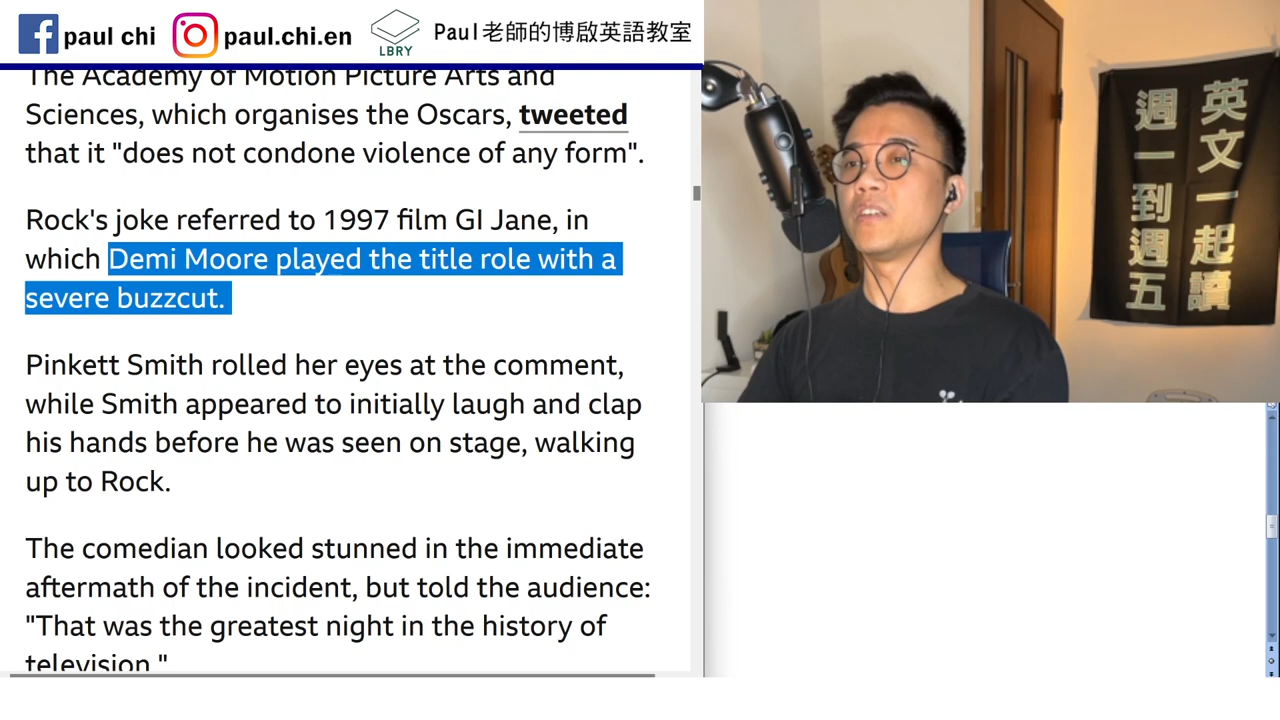 paul chi
paul.chi.en
LBRY
Paul老師的博啟英語教室
The Academy of Motion Picture Arts and
Sciences, which organises the Oscars, tweeted
that it "does not condone violence of any form".
Rock's joke referred to 1997 film GI Jane, in
which Demi Moore played the title role with a
severe buzzcut.
Pinkett Smith rolled her eyes at the comment,
while Smith appeared to initially laugh and clap
his hands before he was seen on stage, walking
up to Rock.
The comedian looked stunned in the immediate
aftermath of the incident, but told the audience:
"That was the greatest night in the history of
television."
英文一起讀
週一到週五